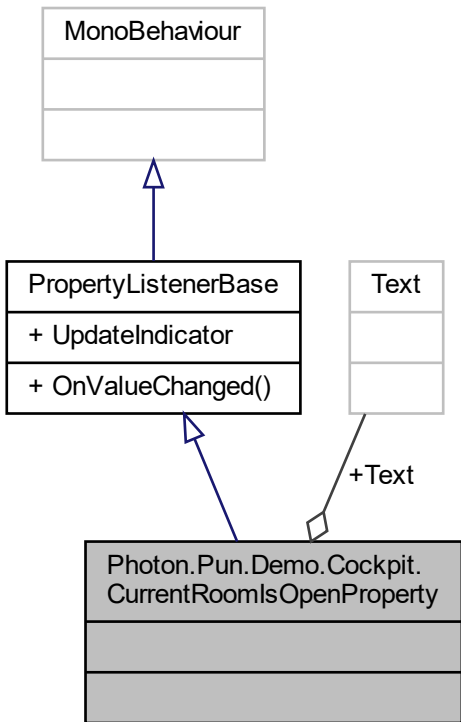 MonoBehaviour
PropertyListenerBase
+ UpdateIndicator
+ OnValueChanged()
Text
+Text
Photon.Pun.Demo.Cockpit.
CurrentRoomIsOpenProperty